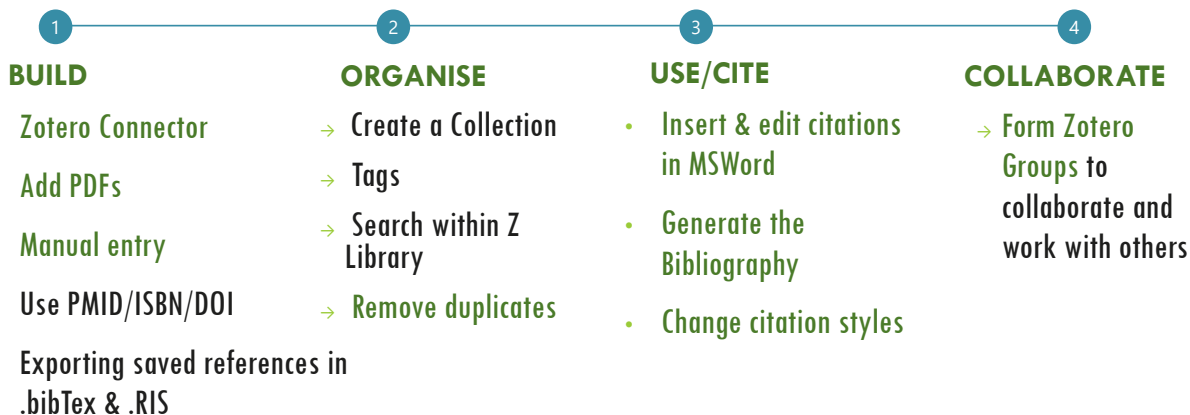 1
2
3
4
BUILD
Zotero Connector
Add PDFs
Manual entry
Use PMID/ISBN/DOI
Exporting saved references in
.bibTex & .RIS
ORGANISE
→ Create a Collection
→ Tags
→ Search within Z
Library
→ Remove duplicates
USE/CITE
• Insert & edit citations
in MSWord
• Generate the
Bibliography
• Change citation styles
COLLABORATE
→ Form Zotero
Groups to
collaborate and
work with others